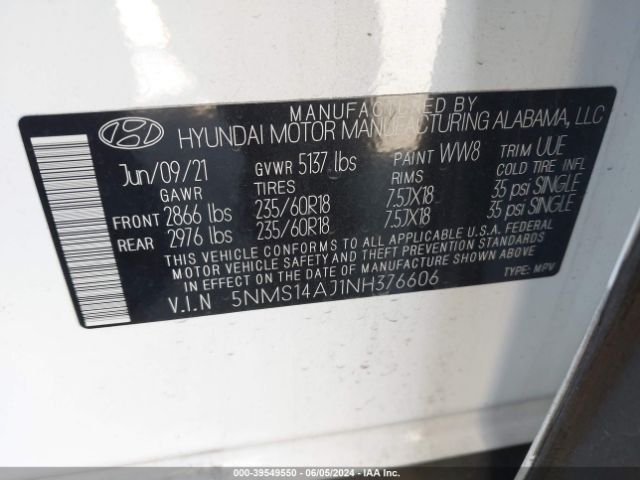 MANUFACTURED BY
HYUNDAI MOTOR MANUFACTURING ALABAMA, LLC
Jun/09/21 GVWR 5137 lbs PAINT WW8 TRIM UUE
GAWR TIRES RIMS COLD TIRE INFL
FRONT 2866 lbs 235/60R18 7.5JX18 35 psi SINGLE
REAR 2976 lbs 235/60R18 7.5JX18 35 psi SINGLE
THIS VEHICLE CONFORMS TO ALL APPLICABLE U.S.A. FEDERAL
MOTOR VEHICLE SAFETY AND THEFT PREVENTION STANDARDS
IN EFFECT ON THE DATE OF MANUFACTURE SHOWN ABOVE
V.I.N 5NMS14AJ1NH376606 TYPE: MPV
000-39549550 - 06/05/2024 - IAA Inc.